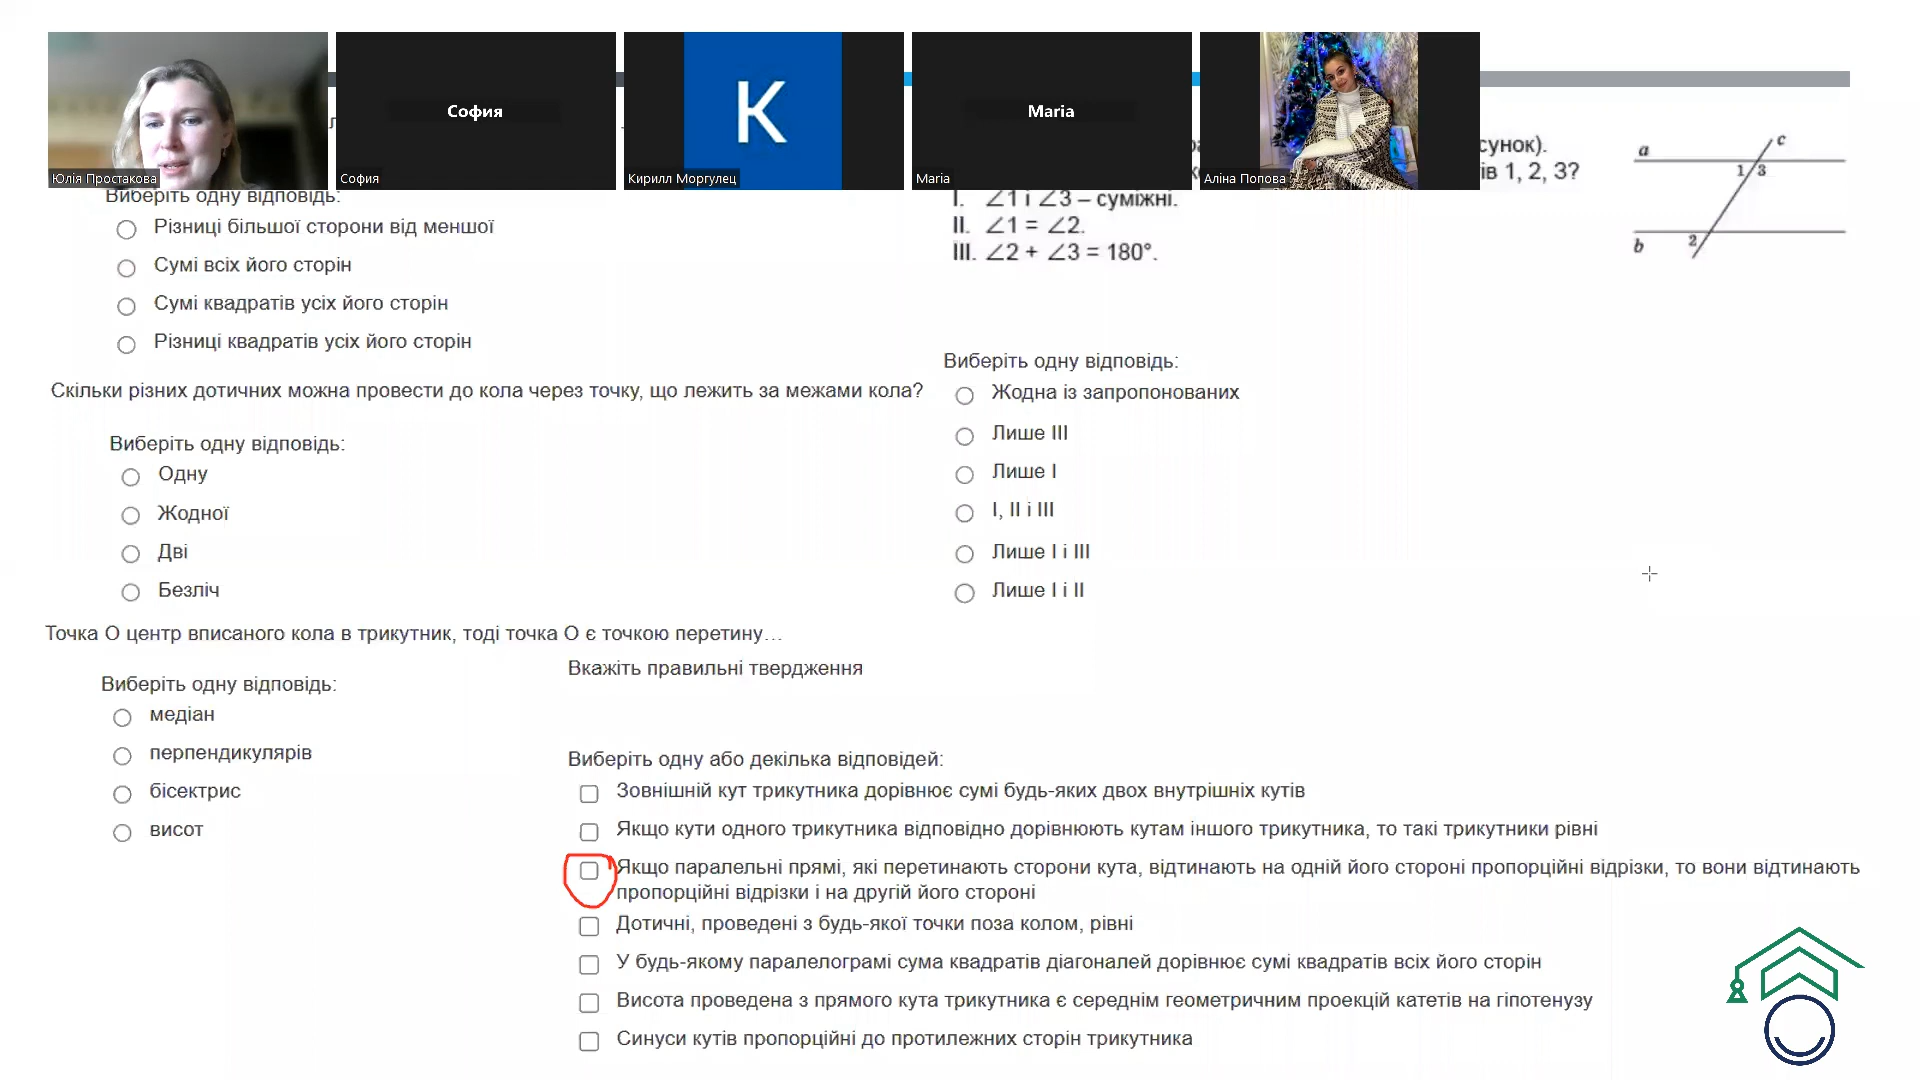 София
K
Maria
Юлія Простакова
София
Кирилл Моргулец
Maria
Аліна Попова
Виберіть одну відповідь:
Різниці більшої сторони від меншої
Сумі всіх його сторін
Сумі квадратів усіх його сторін
Різниці квадратів усіх його сторін
Скільки різних дотичних можна провести до кола через точку, що лежить за межами кола?
Виберіть одну відповідь:
Одну
Жодної
Дві
Безліч
Точка О центр вписаного кола в трикутник, тоді точка О є точкою перетину…
Виберіть одну відповідь:
медіан
перпендикулярів
бісектрис
висот
сунок).
ів 1, 2, 3?
I. ∠1 і ∠3 – суміжні.
II. ∠1 = ∠2.
III. ∠2 + ∠3 = 180°.
a
c
1
3
b
2
Виберіть одну відповідь:
Жодна із запропонованих
Лише III
Лише I
I, II і III
Лише I і III
Лише I і II
Вкажіть правильні твердження
Виберіть одну або декілька відповідей:
Зовнішній кут трикутника дорівнює сумі будь-яких двох внутрішніх кутів
Якщо кути одного трикутника відповідно дорівнюють кутам іншого трикутника, то такі трикутники рівні
Якщо паралельні прямі, які перетинають сторони кута, відтинають на одній його стороні пропорційні відрізки, то вони відтинають
пропорційні відрізки і на другій його стороні
Дотичні, проведені з будь-якої точки поза колом, рівні
У будь-якому паралелограмі сума квадратів діагоналей дорівнює сумі квадратів всіх його сторін
Висота проведена з прямого кута трикутника є середнім геометричним проекцій катетів на гіпотенузу
Синуси кутів пропорційні до протилежних сторін трикутника